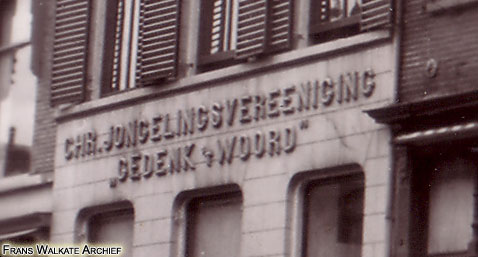 CHR. JONGELINGSVEREENIGING
„GEDENK 'T WOORD"
FRANS WALKATE ARCHIEF